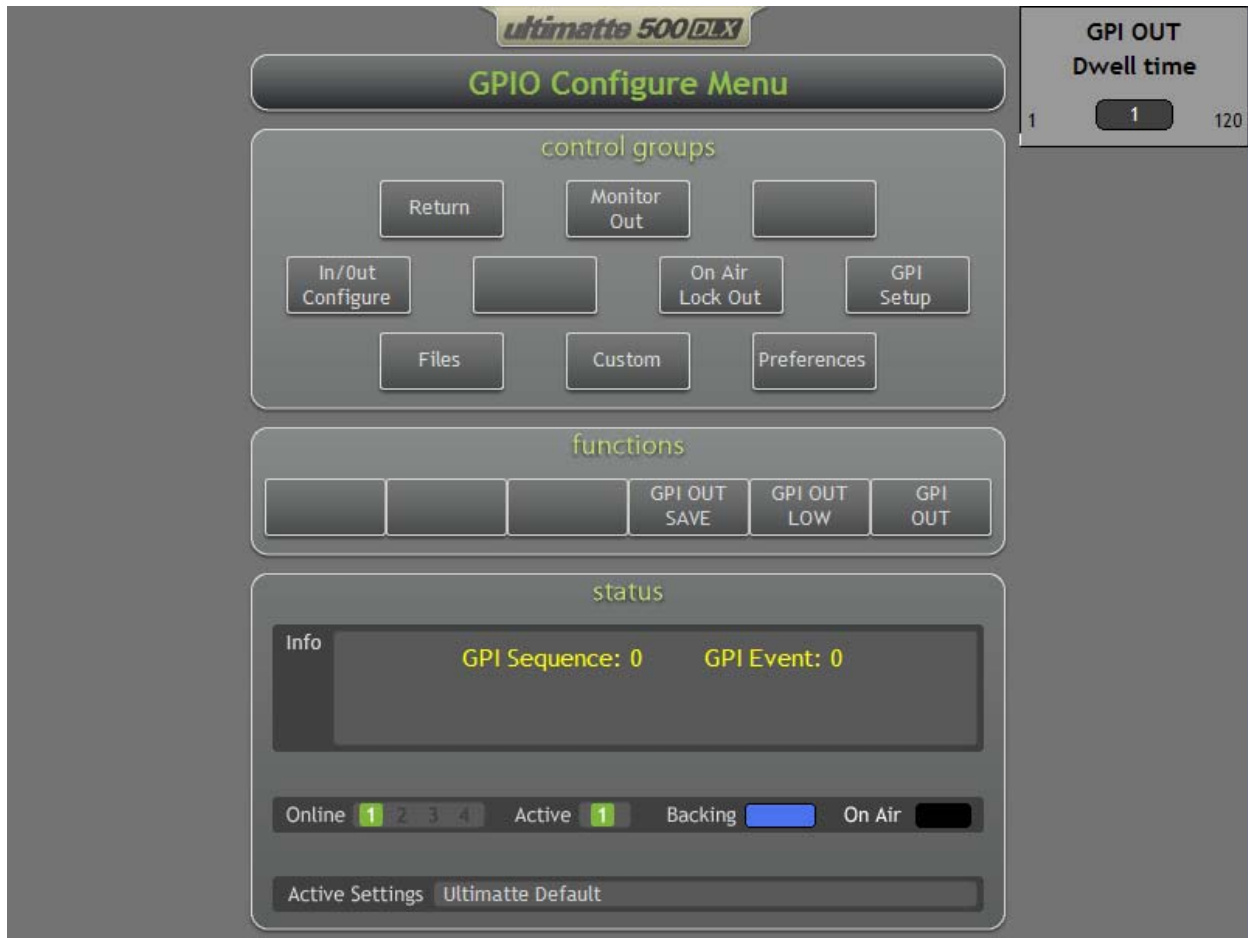 ultimatte 500 DLX
GPI OUT
Dwell time
1 1 120
GPIO Configure Menu
control groups
Return
Monitor
Out
In/0ut
Configure
On Air
Lock Out
GPI
Setup
Files
Custom
Preferences
functions
GPI OUT
SAVE
GPI OUT
LOW
GPI
OUT
status
Info
GPI Sequence: 0 GPI Event: 0
Online 1 2 3 4 Active 1 Backing On Air
Active Settings Ultimatte Default